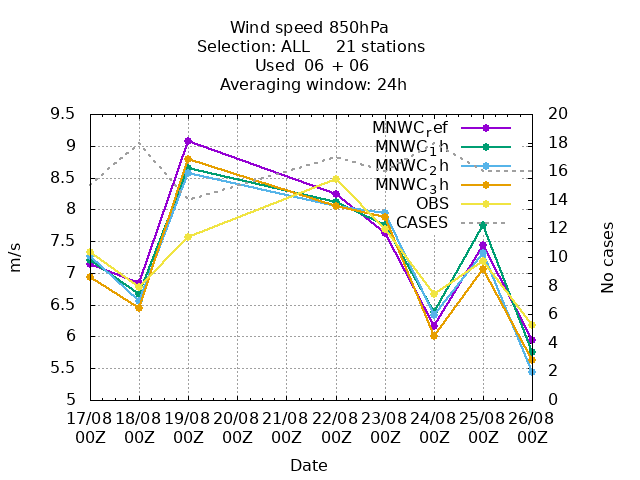 Wind speed 850hPa
Selection: ALL 21 stations
Used 06 + 06
Averaging window: 24h
9.5
9
8.5
8
7.5
7
6.5
6
5.5
5
m/s
20
18
16
14
12
10
8
6
4
2
0
No cases
MNWC_ref
MNWC_1h
MNWC_2h
MNWC_3h
OBS
CASES
17/08 18/08 19/08 20/08 21/08 22/08 23/08 24/08 25/08 26/08
00Z 00Z 00Z 00Z 00Z 00Z 00Z 00Z 00Z 00Z
Date